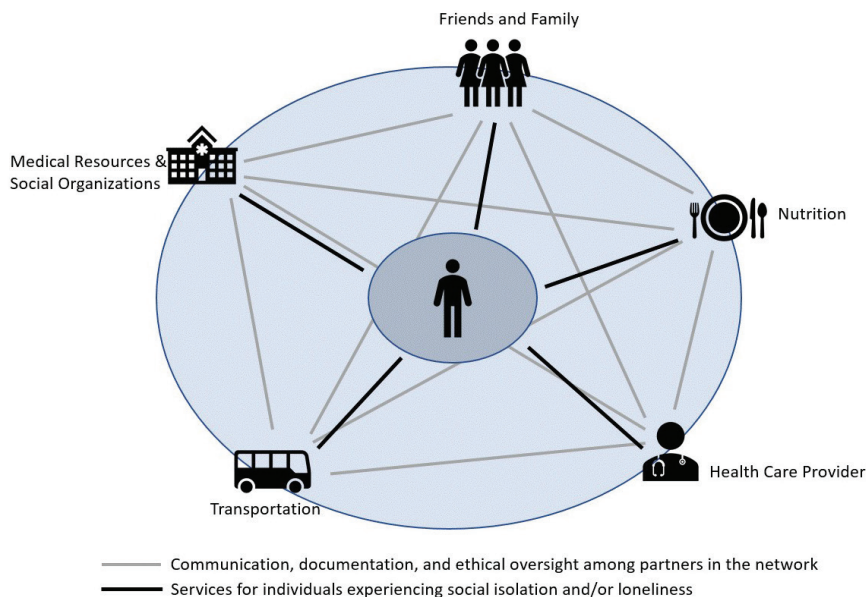 Friends and Family
Medical Resources &
Social Organizations
Nutrition
Health Care Provider
Transportation
Communication, documentation, and ethical oversight among partners in the network
Services for individuals experiencing social isolation and/or loneliness